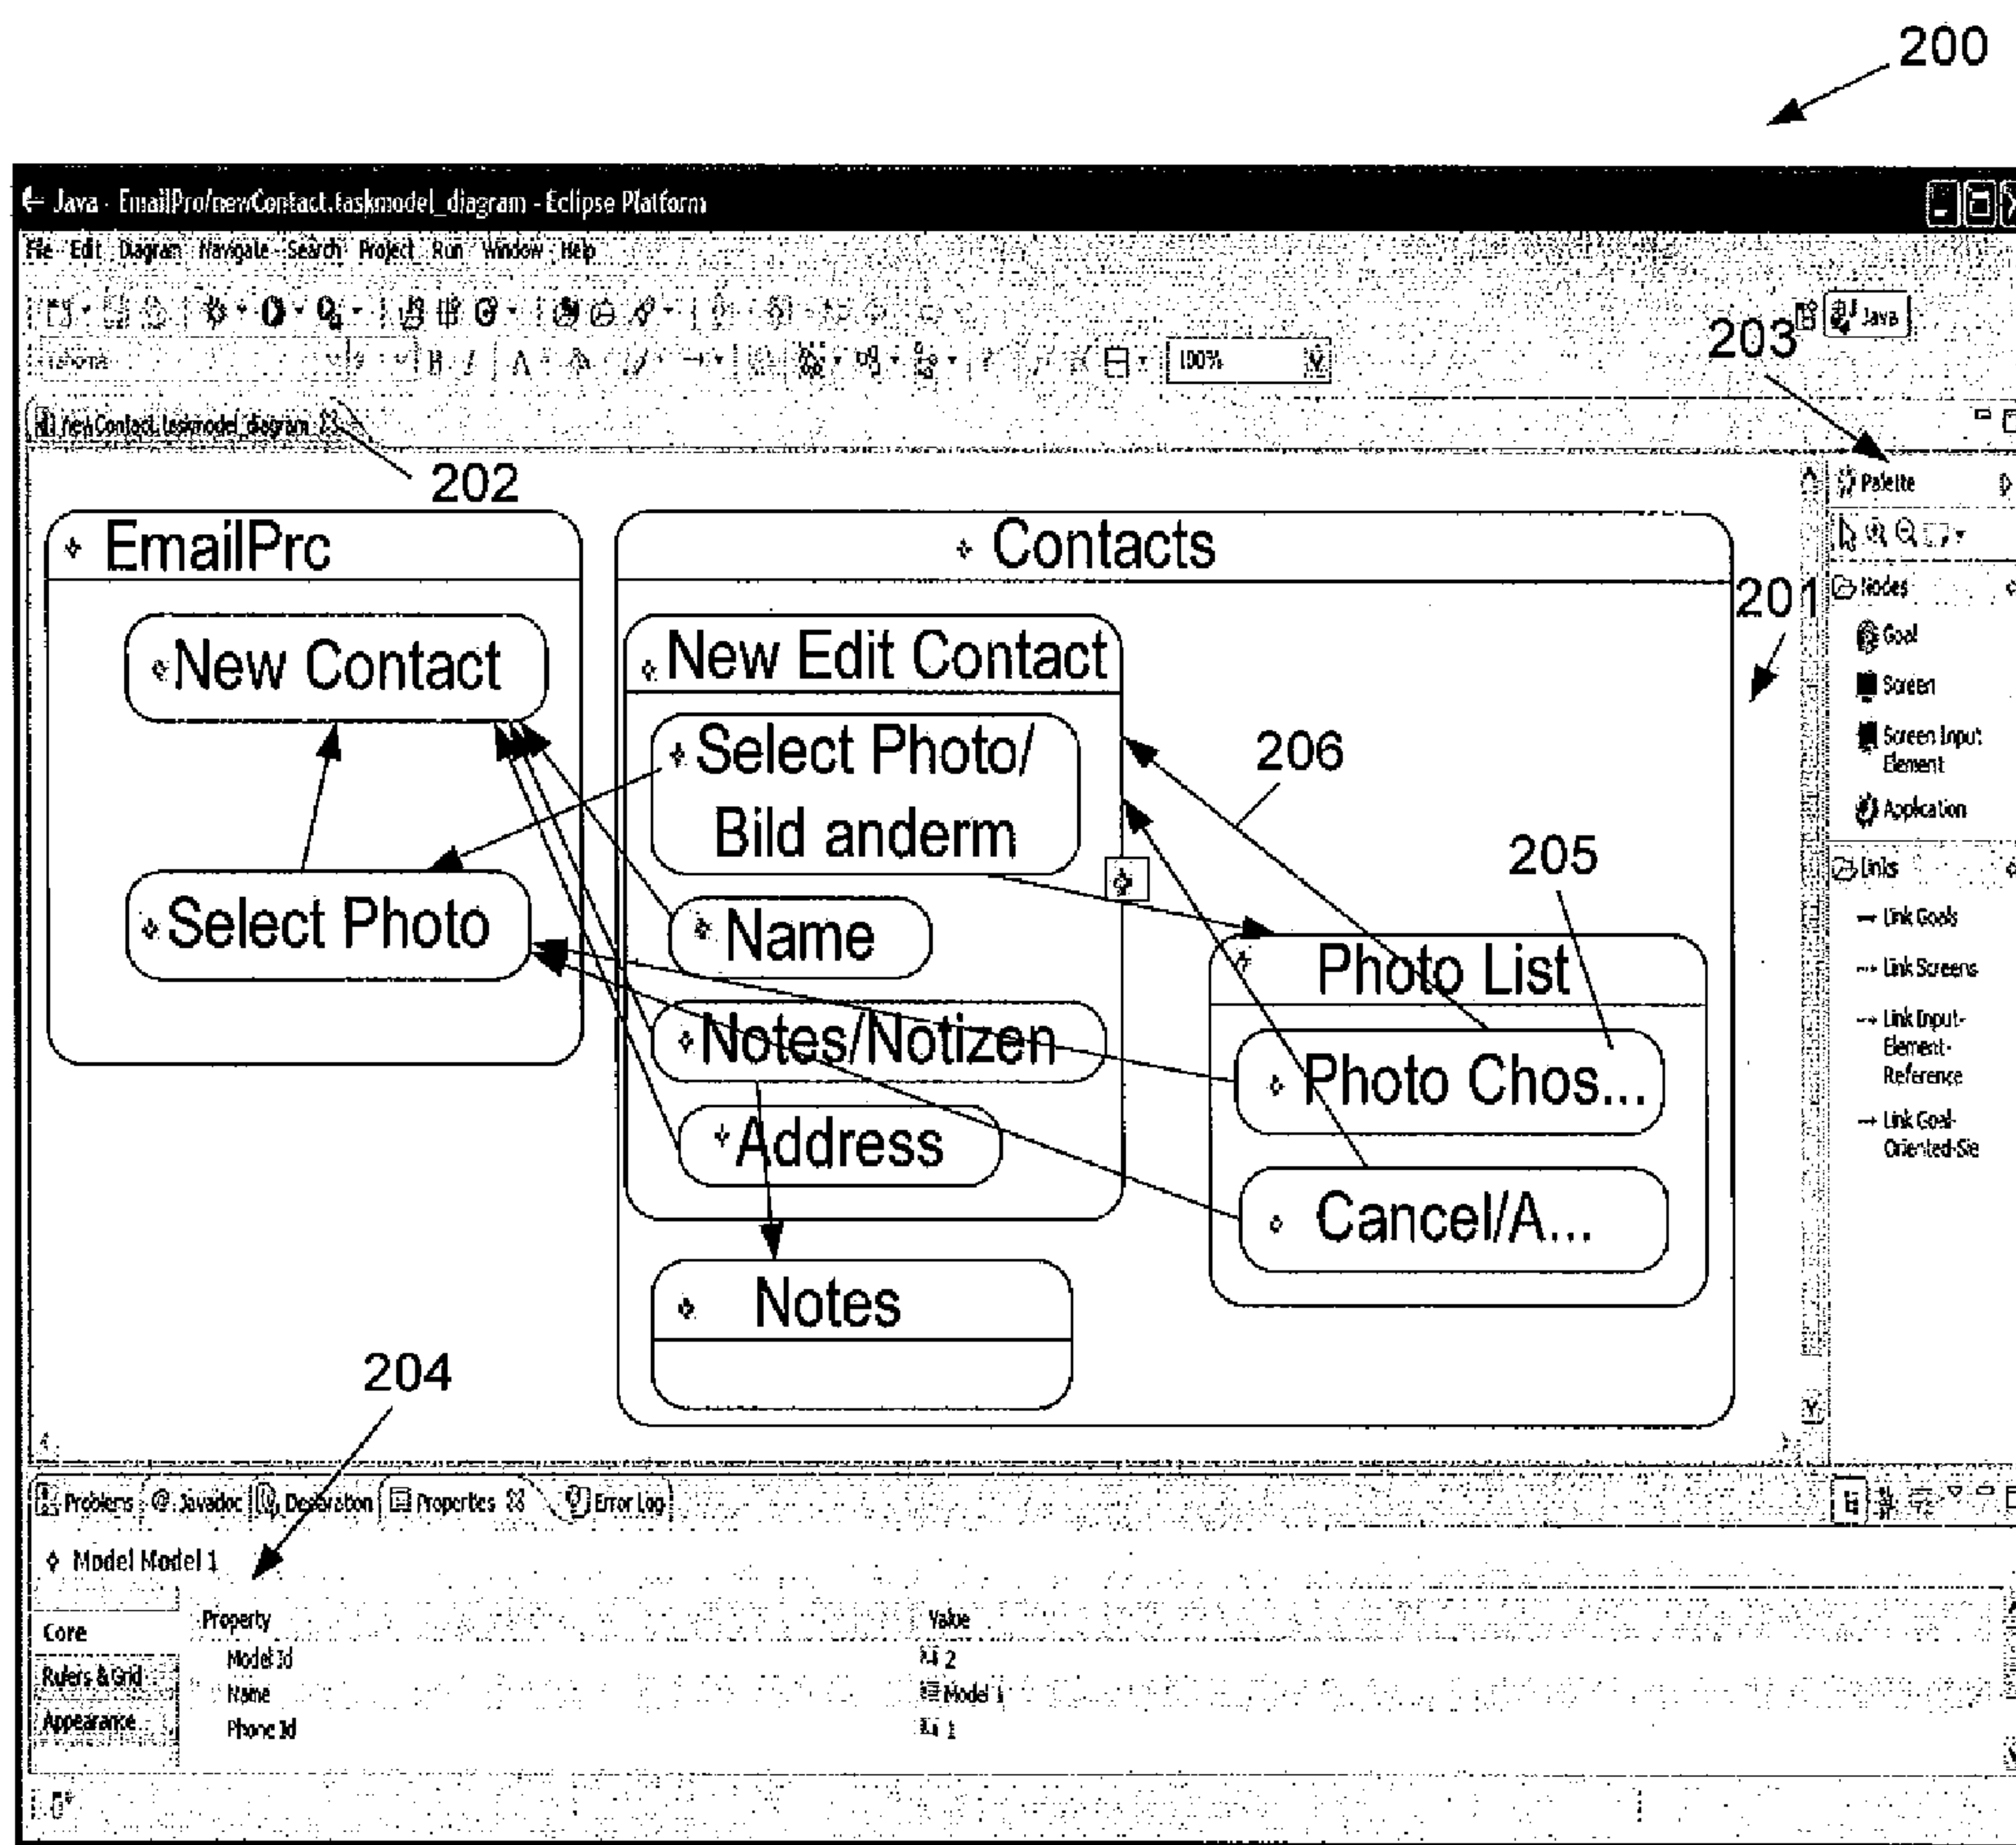 200
Java - EmailPro/newContact.taskmodel_diagram - Eclipse Platform
File Edit Diagram Navigate Search Project Run Window Help
203
Java
100%
newContact.taskmodel_diagram
202
Palette
EmailPrc
Contacts
201
Nodes
New Contact
New Edit Contact
Goal
Screen
Select Photo/
Bild anderm
206
Screen Input
Element
Application
205
Links
Select Photo
Name
Link Goals
Photo List
Link Screens
Notes/Notizen
Photo Chos...
Link Input-
Element-
Reference
Address
Link Goal-
Oriented-Sie
Cancel/A...
Notes
204
Problems @ Javadoc Declaration Properties Error Log
Model Model 1
Core
Property Value
Model Id 2
Rulers & Grid
Name Model 1
Appearance
Phone Id 1